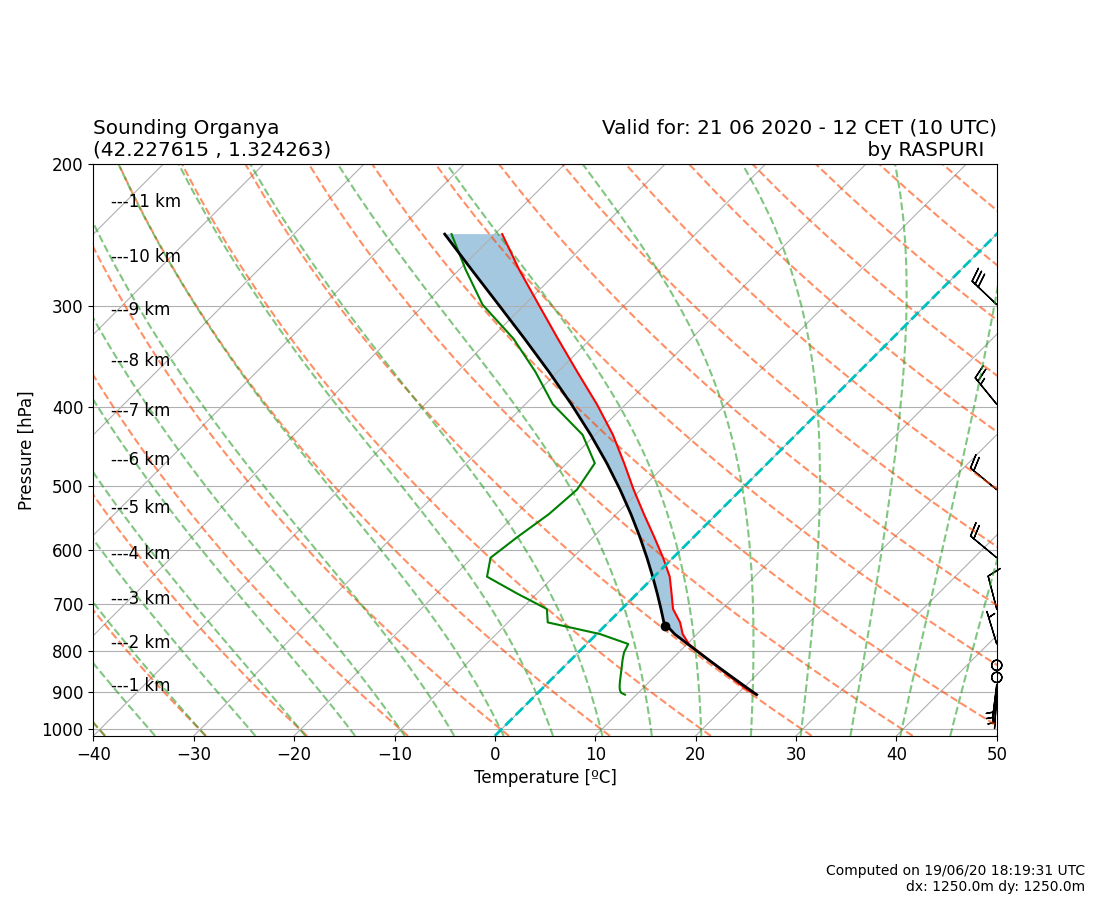 Sounding Organya
(42.227615 , 1.324263)
Valid for: 21 06 2020 - 12 CET (10 UTC)
by RASPURI
200
---11 km
---10 km
300
---9 km
---8 km
400
---7 km
---6 km
500
---5 km
600
---4 km
700
---3 km
800
---2 km
900
---1 km
1000
Pressure [hPa]
−40 −30 −20 −10 0 10 20 30 40 50
Temperature [ºC]
Computed on 19/06/20 18:19:31 UTC
dx: 1250.0m dy: 1250.0m